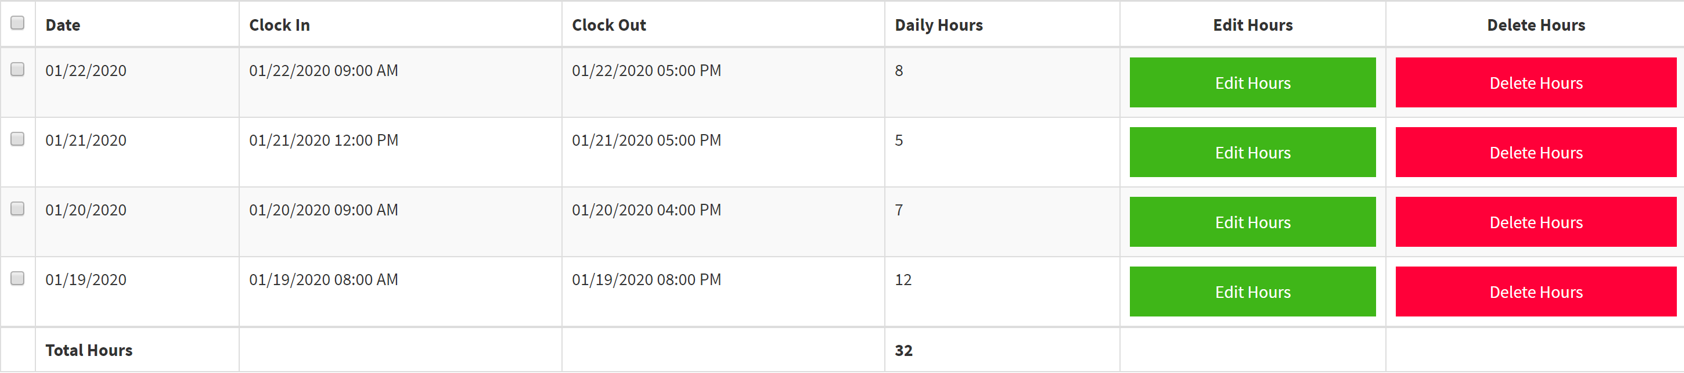 Date Clock In Clock Out Daily Hours Edit Hours Delete Hours
01/22/2020 01/22/2020 09:00 AM 01/22/2020 05:00 PM 8 Edit Hours Delete Hours
01/21/2020 01/21/2020 12:00 PM 01/21/2020 05:00 PM 5 Edit Hours Delete Hours
01/20/2020 01/20/2020 09:00 AM 01/20/2020 04:00 PM 7 Edit Hours Delete Hours
01/19/2020 01/19/2020 08:00 AM 01/19/2020 08:00 PM 12 Edit Hours Delete Hours
Total Hours 32